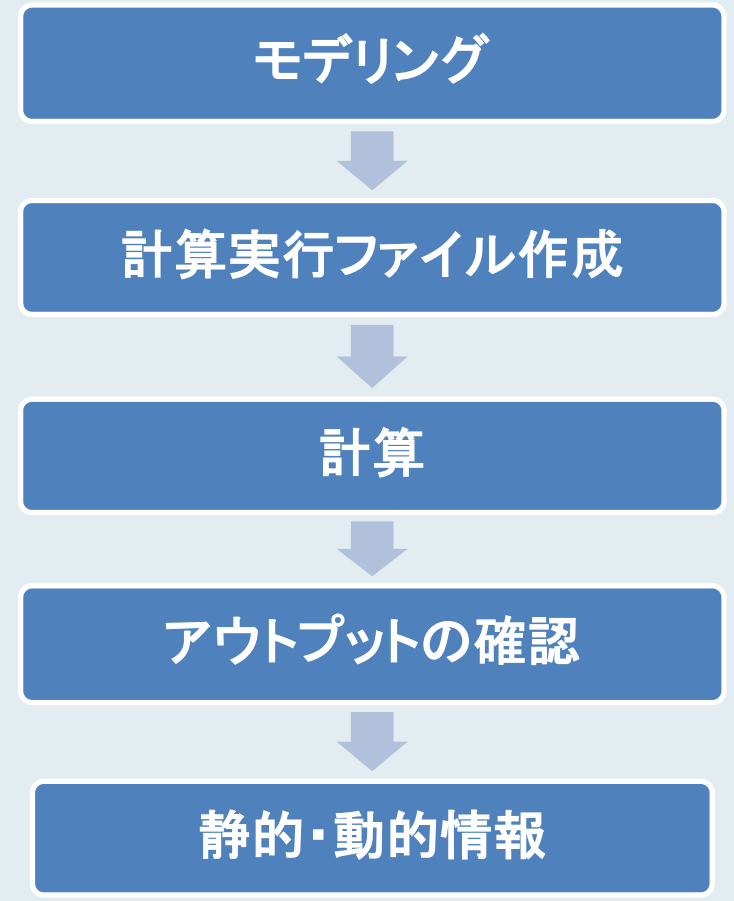 モデリング
計算実行ファイル作成
計算
アウトプットの確認
静的・動的情報